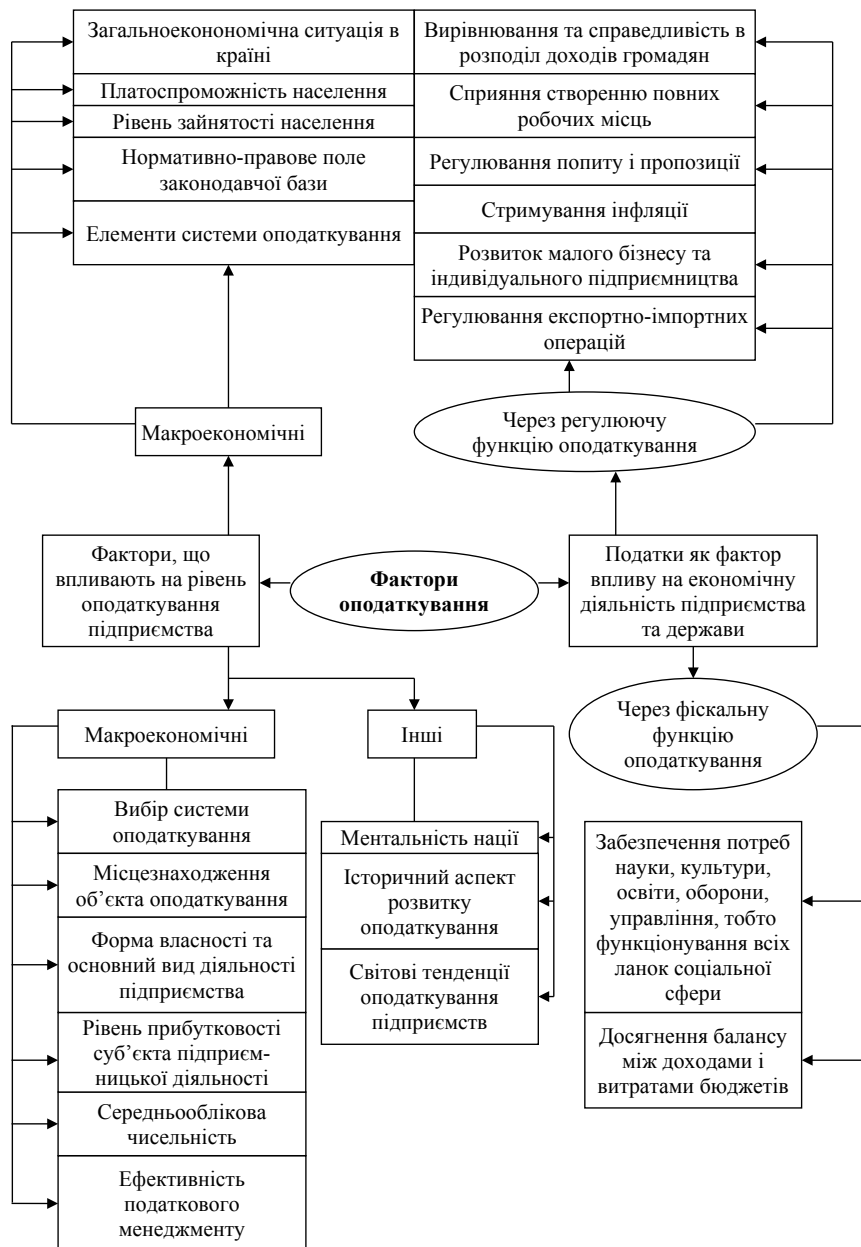 Загальноеконономічна ситуація в
країні
Платоспроможність населення
Рівень зайнятості населення
Нормативно-правове поле
законодавчої бази
Елементи системи оподаткування
Вирівнювання та справедливість в
розподіл доходів громадян
Сприяння створенню повних
робочих місць
Регулювання попиту і пропозиції
Стримування інфляції
Розвиток малого бізнесу та
індивідуального підприємництва
Регулювання експортно-імпортних
операцій
Макроекономічні
Через регулюючу
функцію оподаткування
Фактори, що
впливають на рівень
оподаткування
підприємства
Фактори
оподаткування
Податки як фактор
впливу на економічну
діяльність підприємства
та держави
Макроекономічні
Інші
Через фіскальну
функцію
оподаткування
Вибір системи
оподаткування
Місцезнаходження
об’єкта оподаткування
Форма власності та
основний вид діяльності
підприємства
Рівень прибутковості
суб’єкта підприєм-
ницької діяльності
Середньооблікова
чисельність
Ефективність
податкового
менеджменту
Ментальність нації
Історичний аспект
розвитку
оподаткування
Світові тенденції
оподаткування
підприємств
Забезпечення потреб
науки, культури,
освіти, оборони,
управління, тобто
функціонування всіх
ланок соціальної
сфери
Досягнення балансу
між доходами і
витратами бюджетів